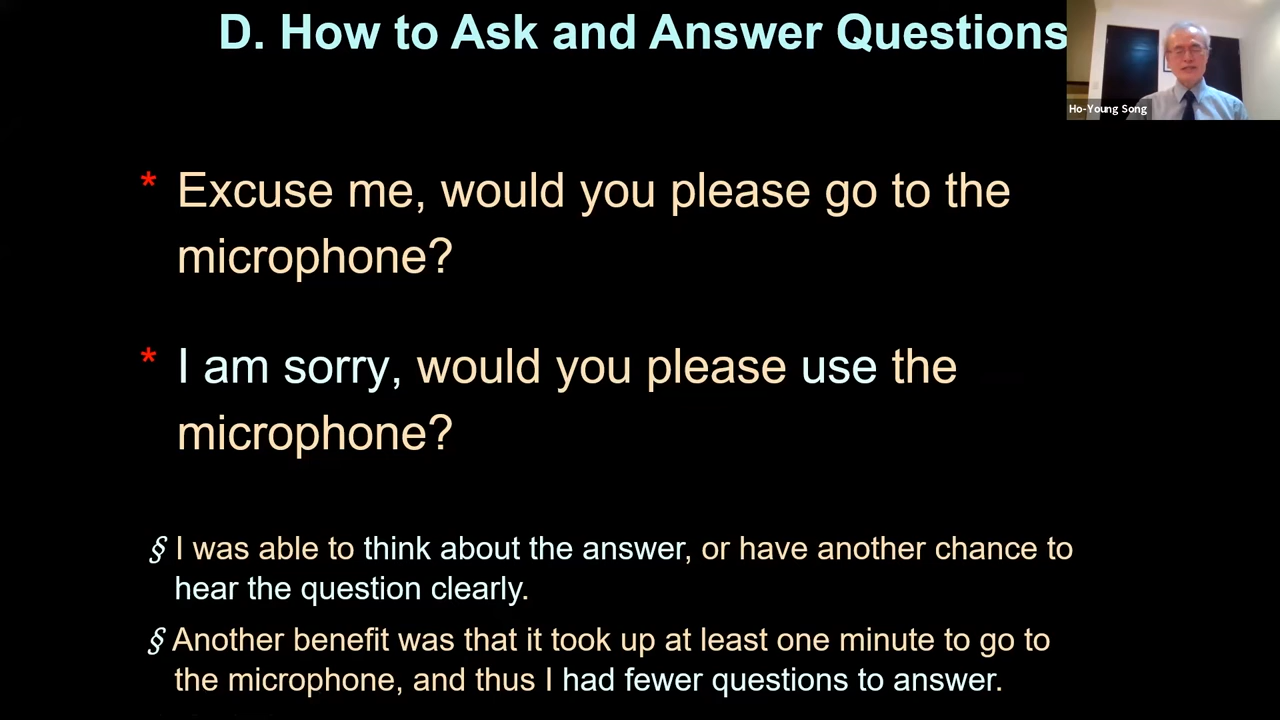 D. How to Ask and Answer Questions
Ho-Young Song
* Excuse me, would you please go to the
microphone?
* I am sorry, would you please use the
microphone?
§ I was able to think about the answer, or have another chance to
hear the question clearly.
§ Another benefit was that it took up at least one minute to go to
the microphone, and thus I had fewer questions to answer.